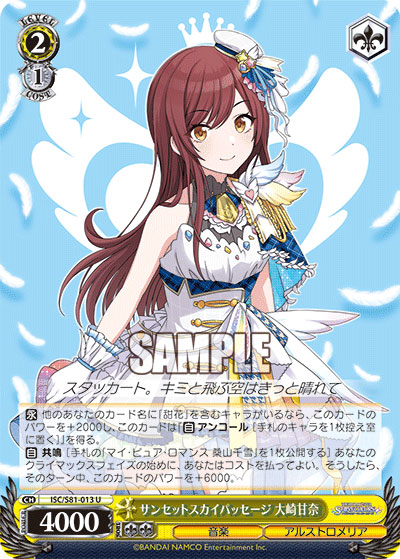 LEVEL
2
1
COST
SAMPLE
スタッカート。キミと飛ぶ空はきっと晴れて
永 他のあなたのカード名に「甜花」を含むキャラがいるなら、このカードの
パワーを+2000し、このカードは『自 アンコール [手札のキャラを1枚控え室
に置く]』を得る。
自 共鳴 [手札の「マイ・ピュア・ロマンス 桑山千雪」を1枚公開する] あなたの
クライマックスフェイズの始めに、あなたはコストを払ってよい。そうしたら、
そのターン中、このカードのパワーを+6000。
CH ISC/S81-013 U
サンセットスカイパッセージ 大崎甘奈
POWER
4000
音楽
アルストロメリア
©BANDAI NAMCO Entertainment Inc.